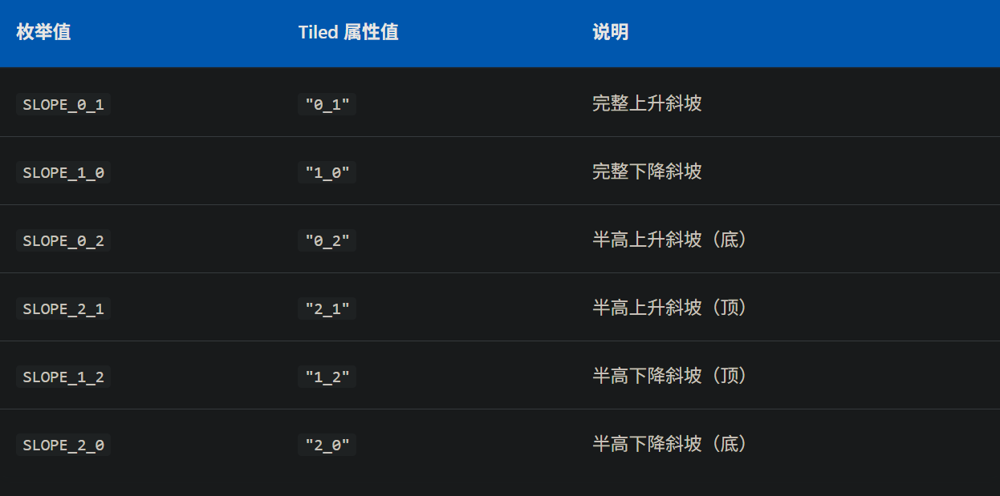 枚举值 Tiled 属性值 说明
SLOPE_0_1 "0_1" 完整上升斜坡
SLOPE_1_0 "1_0" 完整下降斜坡
SLOPE_0_2 "0_2" 半高上升斜坡（底）
SLOPE_2_1 "2_1" 半高上升斜坡（顶）
SLOPE_1_2 "1_2" 半高下降斜坡（顶）
SLOPE_2_0 "2_0" 半高下降斜坡（底）